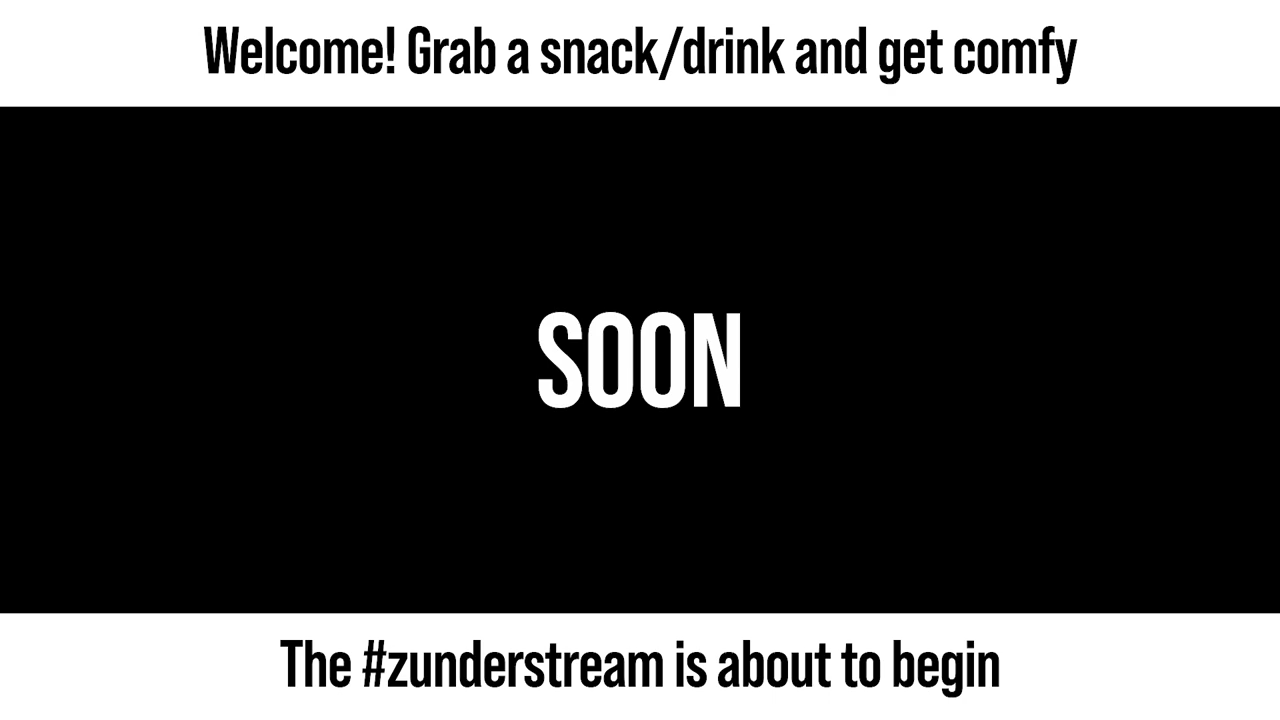 Welcome! Grab a snack/drink and get comfy
SOON
The #zunderstream is about to begin